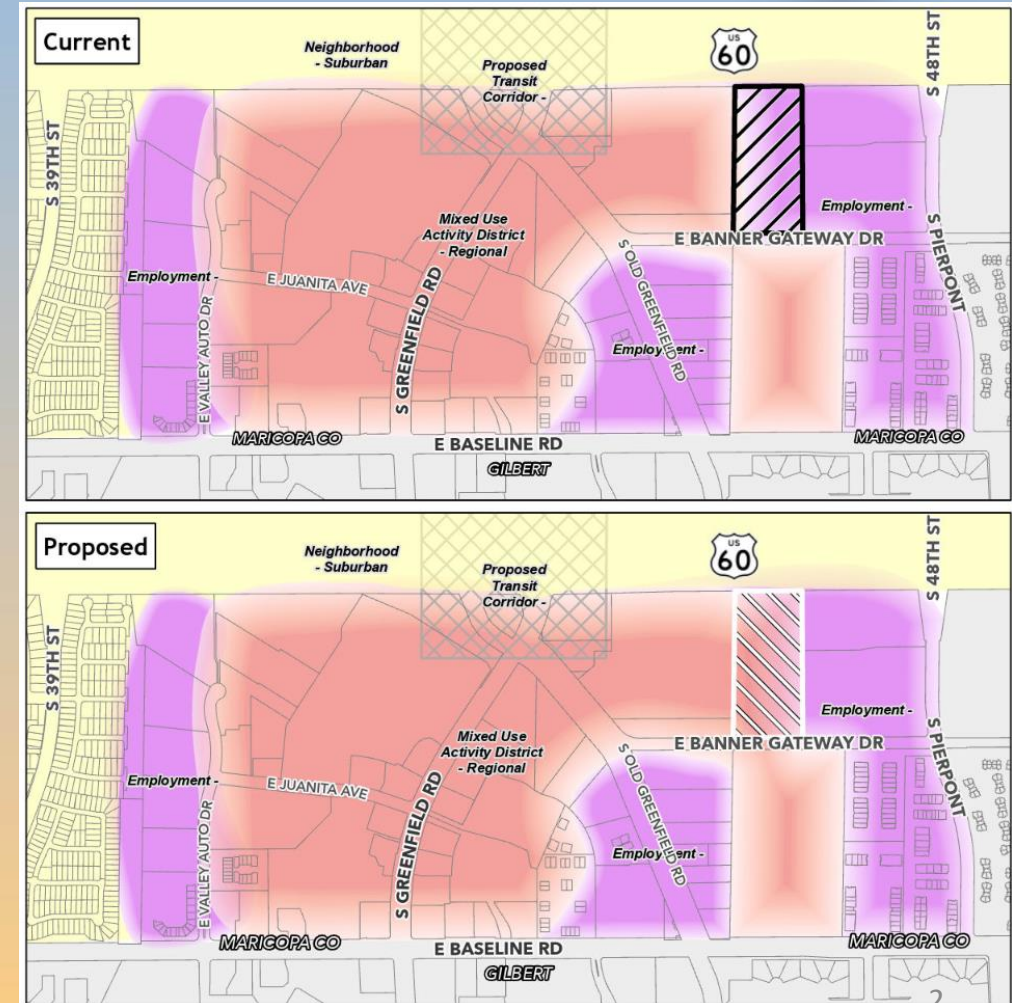 Current
Neighborhood
- Suburban
Proposed
Transit
Corridor -
US
60
S 48TH ST
S 39TH ST
Mixed Use
Activity District
- Regional
Employment -
E BANNER GATEWAY DR
Employment -
E JUANITA AVE
S GREENFIELD RD
S OLD GREENFIELD RD
S PIERPONT
E VALLEY AUTO DR
Employment -
MARICOPA CO
E BASELINE RD
MARICOPA CO
GILBERT
Proposed
Neighborhood
- Suburban
Proposed
Transit
Corridor -
US
60
S 48TH ST
S 39TH ST
Mixed Use
Activity District
- Regional
Employment -
E BANNER GATEWAY DR
Employment -
E JUANITA AVE
S GREENFIELD RD
S OLD GREENFIELD RD
S PIERPONT
E VALLEY AUTO DR
Employment -
MARICOPA CO
E BASELINE RD
MARICOPA CO
GILBERT
2